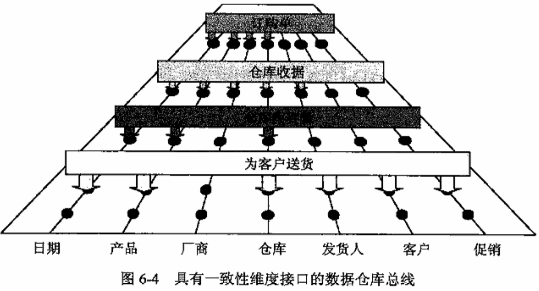 订购单
仓库收据
为客户送货
日期 产品 厂商 仓库 发货人 客户 促销
图 6-4 具有一致性维度接口的数据仓库总线